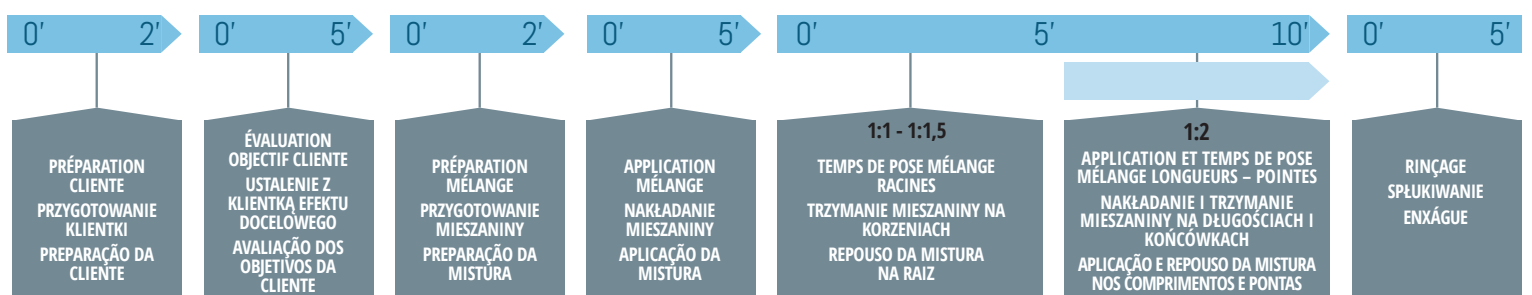 0' 2'
0' 5'
0' 2'
0' 5'
0' 5' 10'
0' 5'
PRÉPARATION
CLIENTE
PRZYGOTOWANIE
KLIENTKI
PREPARAÇÃO DA
CLIENTE
ÉVALUATION
OBJECTIF CLIENTE
USTALENIE Z
KLIENTKĄ EFEKTU
DOCELOWEGO
AVALIAÇÃO DOS
OBJETIVOS DA
CLIENTE
PRÉPARATION
MÉLANGE
PRZYGOTOWANIE
MIESZANINY
PREPARAÇÃO DA
MISTURA
APPLICATION
MÉLANGE
NAKŁADANIE
MIESZANINY
APLICAÇÃO DA
MISTURA
1:1 - 1:1,5
TEMPS DE POSE MÉLANGE
RACINES
TRZYMANIE MIESZANINY NA
KORZENIACH
REPOUSO DA MISTURA
NA RAIZ
1:2
APPLICATION ET TEMPS DE POSE
MÉLANGE LONGUEURS – POINTES
NAKŁADANIE I TRZYMANIE
MIESZANINY NA DŁUGOŚCIACH I
KOŃCÓWKACH
APLICAÇÃO E REPOUSO DA MISTURA
NOS COMPRIMENTOS E PONTAS
RINÇAGE
SPŁUKIWANIE
ENXÁGUE